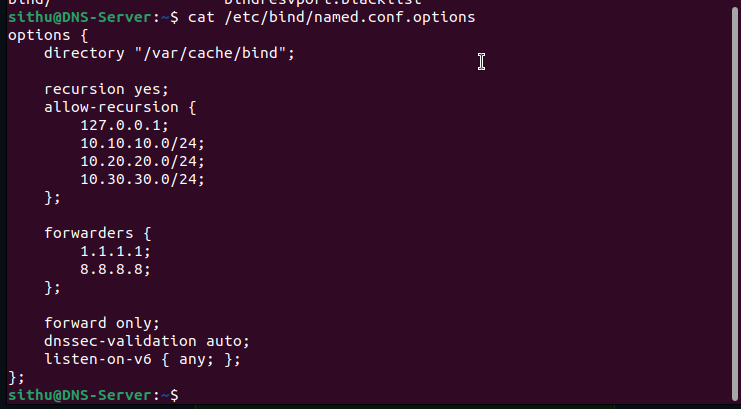 sithu@DNS-Server:~$ cat /etc/bind/named.conf.options
options {
    directory "/var/cache/bind";

    recursion yes;
    allow-recursion {
        127.0.0.1;
        10.10.10.0/24;
        10.20.20.0/24;
        10.30.30.0/24;
    };

    forwarders {
        1.1.1.1;
        8.8.8.8;
    };

    forward only;
    dnssec-validation auto;
    listen-on-v6 { any; };
};
sithu@DNS-Server:~$